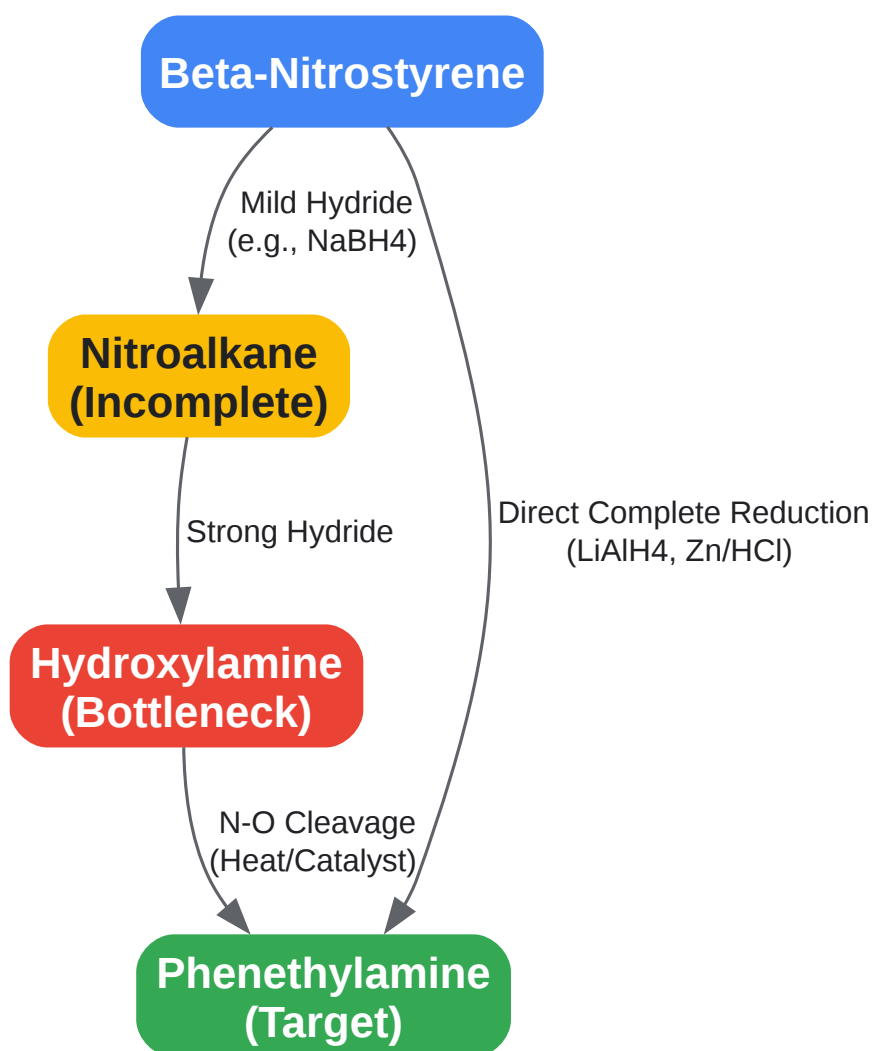 Beta-Nitrostyrene
Mild Hydride
(e.g., NaBH4)
Nitroalkane
(Incomplete)
Strong Hydride
Direct Complete Reduction
(LiAlH4, Zn/HCl)
Hydroxylamine
(Bottleneck)
N-O Cleavage
(Heat/Catalyst)
Phenethylamine
(Target)